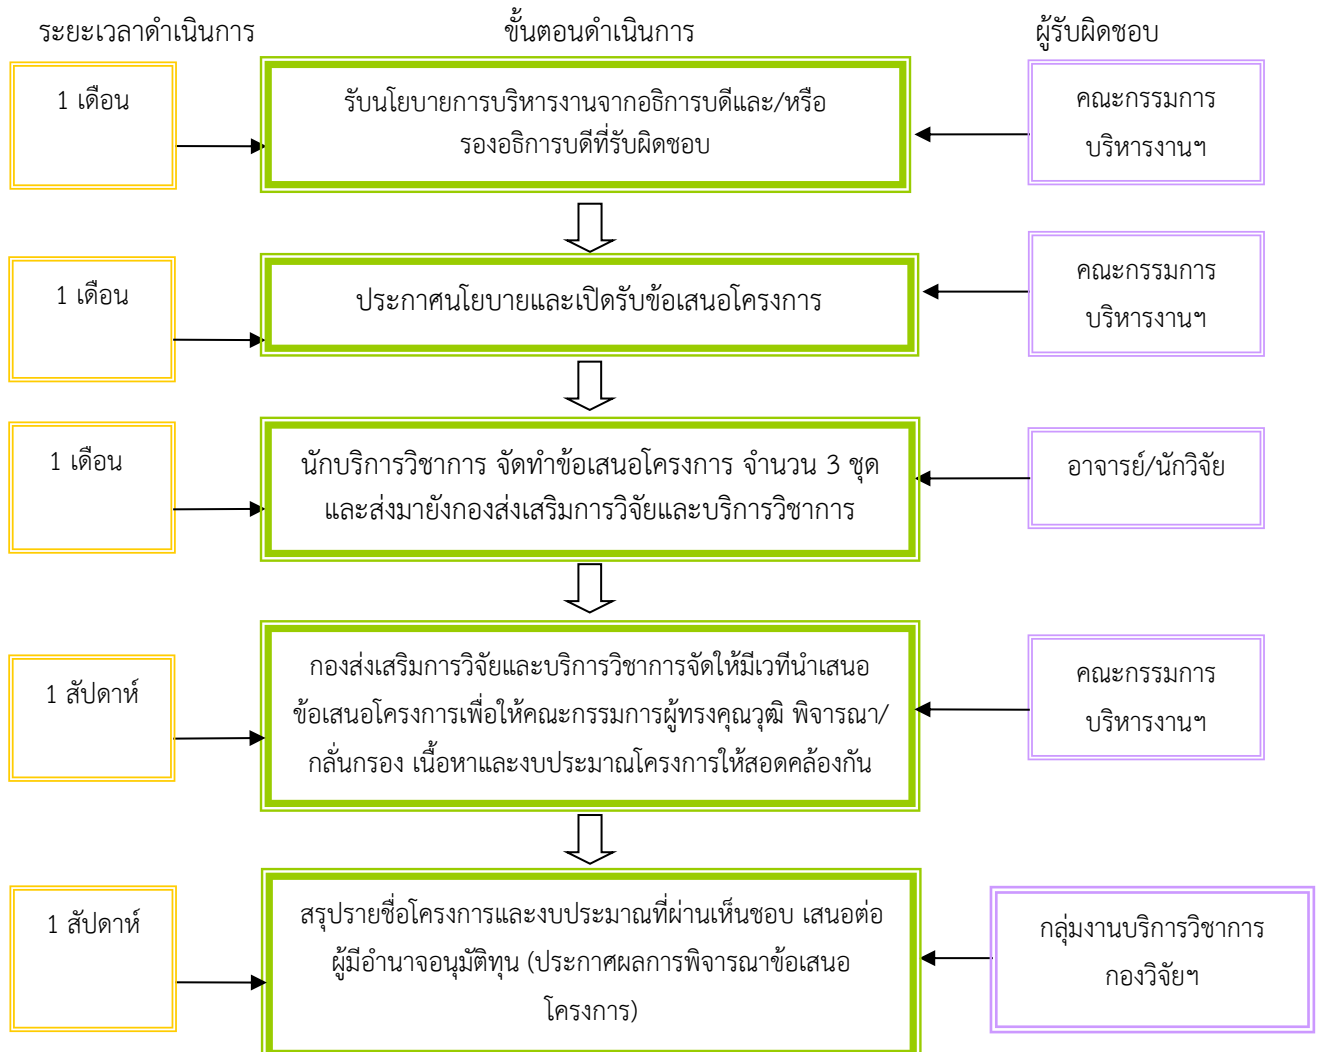 ระยะเวลาดำเนินการ
ขั้นตอนดำเนินการ
ผู้รับผิดชอบ
1 เดือน
รับนโยบายการบริหารงานจากอธิการบดีและ/หรือ
รองอธิการบดีที่รับผิดชอบ
คณะกรรมการ
บริหารงานฯ
1 เดือน
ประกาศนโยบายและเปิดรับข้อเสนอโครงการ
คณะกรรมการ
บริหารงานฯ
1 เดือน
นักบริการวิชาการ จัดทำข้อเสนอโครงการ จำนวน 3 ชุด
และส่งมายังกองส่งเสริมการวิจัยและบริการวิชาการ
อาจารย์/นักวิจัย
1 สัปดาห์
กองส่งเสริมการวิจัยและบริการวิชาการจัดให้มีเวทีนำเสนอ
ข้อเสนอโครงการเพื่อให้คณะกรรมการผู้ทรงคุณวุฒิ พิจารณา/
กลั่นกรอง เนื้อหาและงบประมาณโครงการให้สอดคล้องกัน
คณะกรรมการ
บริหารงานฯ
1 สัปดาห์
สรุปรายชื่อโครงการและงบประมาณที่ผ่านเห็นชอบ เสนอต่อ
ผู้มีอำนาจอนุมัติทุน (ประกาศผลการพิจารณาข้อเสนอ
โครงการ)
กลุ่มงานบริการวิชาการ
กองวิจัยฯ